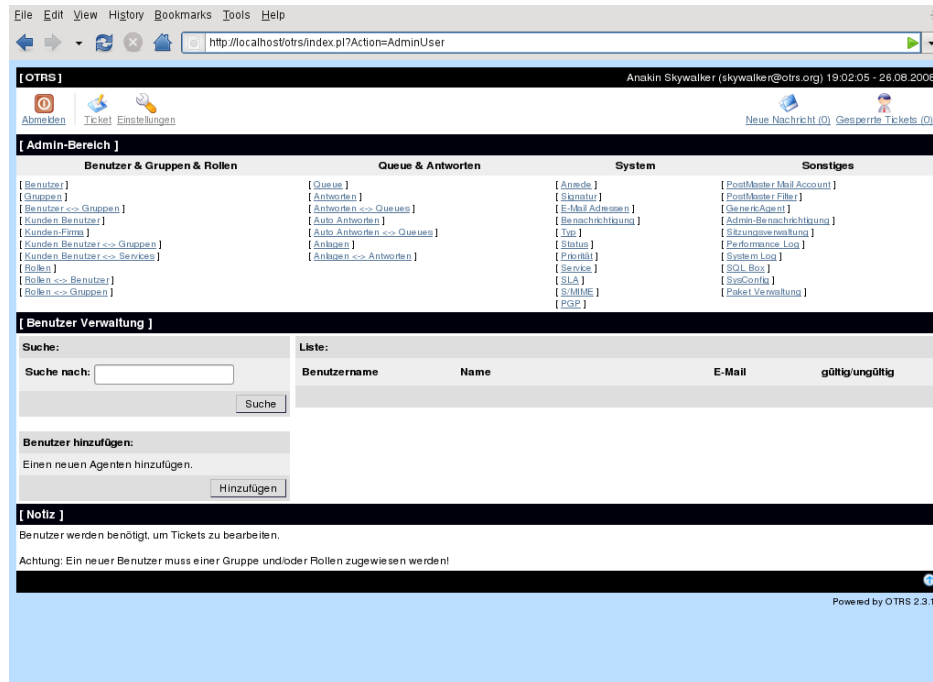 File Edit View History Bookmarks Tools Help
http://localhost/otrs/index.pl?Action=AdminUser
[ OTRS ] Anakin Skywalker (skywalker@otrs.org) 19:02:05 - 26.08.2008
Abmelden Ticket Einstellungen Neue Nachricht (0) Gesperrte Tickets (0)
[ Admin-Bereich ]
Benutzer & Gruppen & Rollen Queue & Antworten System Sonstiges
[ Benutzer ] [ Queue ] [ Anrede ] [ PostMaster Mail Account ]
[ Gruppen ] [ Antworten ] [ Signatur ] [ PostMaster Filter ]
[ Benutzer <-> Gruppen ] [ Antworten <-> Queues ] [ E-Mail Adressen ] [ GenericAgent ]
[ Kunden Benutzer ] [ Auto Antworten ] [ Benachrichtigung ] [ Admin-Benachrichtigung ]
[ Kunden-Firma ] [ Auto Antworten <-> Queues ] [ Typ ] [ Sitzungsverwaltung ]
[ Kunden Benutzer <-> Gruppen ] [ Anlagen ] [ Status ] [ Performance Log ]
[ Kunden Benutzer <-> Services ] [ Anlagen <-> Antworten ] [ Priorität ] [ System Log ]
[ Rollen ] [ Service ] [ SQL Box ]
[ Rollen <-> Benutzer ] [ SLA ] [ SysConfig ]
[ Rollen <-> Gruppen ] [ S/MIME ] [ Paket Verwaltung ]
[ PGP ]
[ Benutzer Verwaltung ]
Suche: Liste:
Suche nach: Benutzername Name E-Mail gültig/ungültig
Suche
Benutzer hinzufügen:
Einen neuen Agenten hinzufügen.
Hinzufügen
[ Notiz ]
Benutzer werden benötigt, um Tickets zu bearbeiten.
Achtung: Ein neuer Benutzer muss einer Gruppe und/oder Rollen zugewiesen werden!
Powered by OTRS 2.3.1